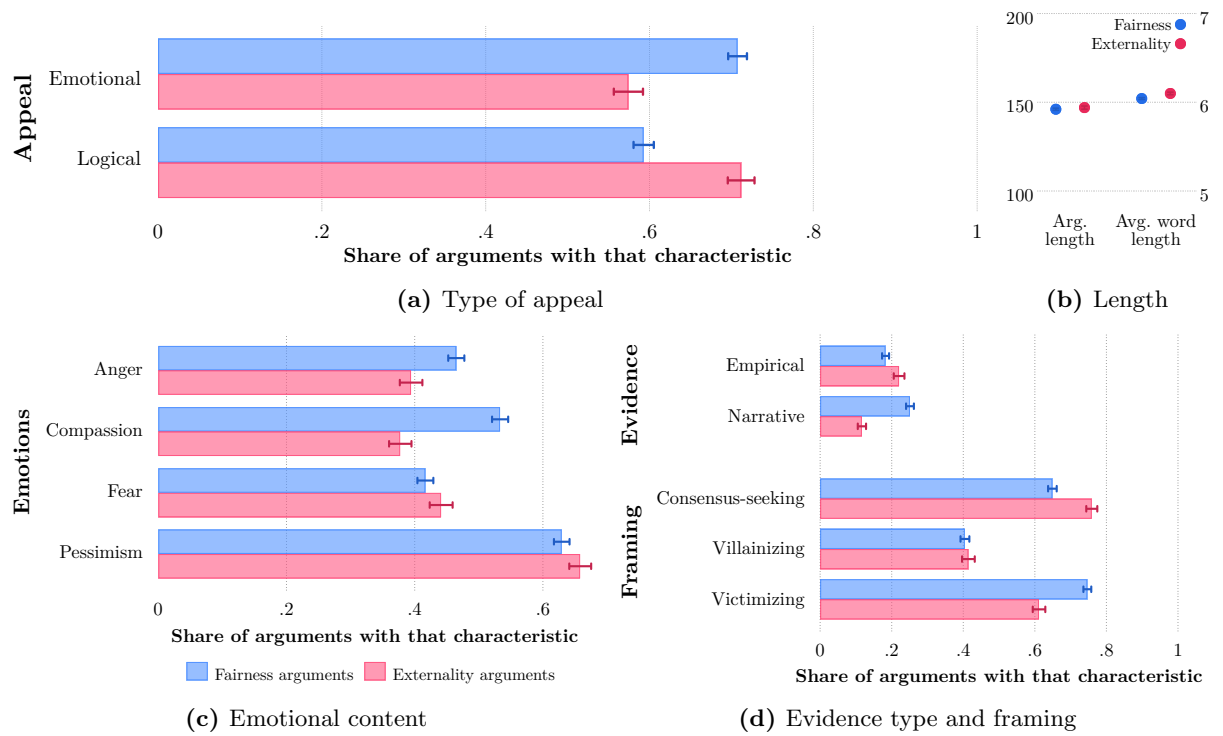 Appeal
Emotional
Logical
0 .2 .4 .6 .8 1
Share of arguments with that characteristic
(a) Type of appeal
200 7
Fairness
Externality
150 6
100 5
Arg. length
Avg. word length
(b) Length
Emotions
Anger
Compassion
Fear
Pessimism
0 .2 .4 .6
Share of arguments with that characteristic
Fairness arguments Externality arguments
(c) Emotional content
Evidence
Empirical
Narrative
Framing
Consensus-seeking
Villainizing
Victimizing
0 .2 .4 .6 .8 1
Share of arguments with that characteristic
(d) Evidence type and framing